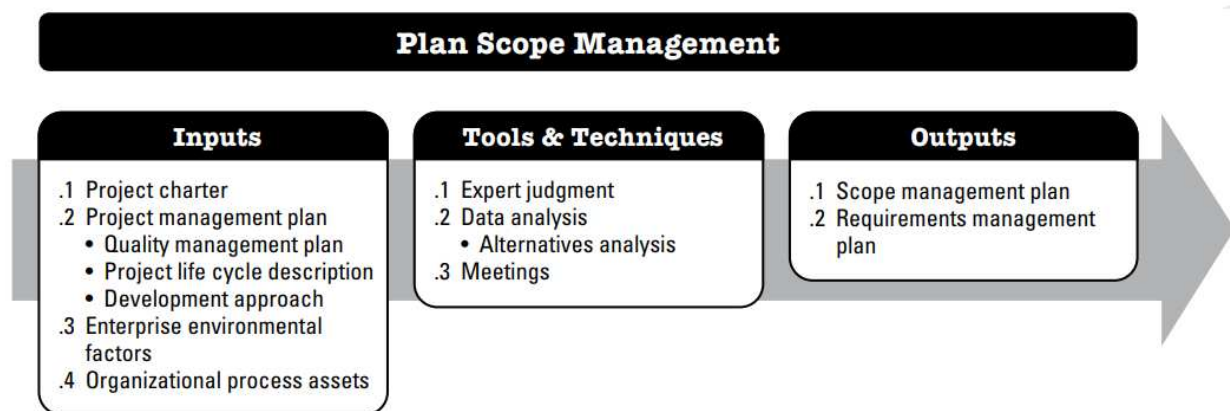 Plan Scope Management
Inputs
.1 Project charter
.2 Project management plan
• Quality management plan
• Project life cycle description
• Development approach
.3 Enterprise environmental
factors
.4 Organizational process assets
Tools & Techniques
.1 Expert judgment
.2 Data analysis
• Alternatives analysis
.3 Meetings
Outputs
.1 Scope management plan
.2 Requirements management
plan